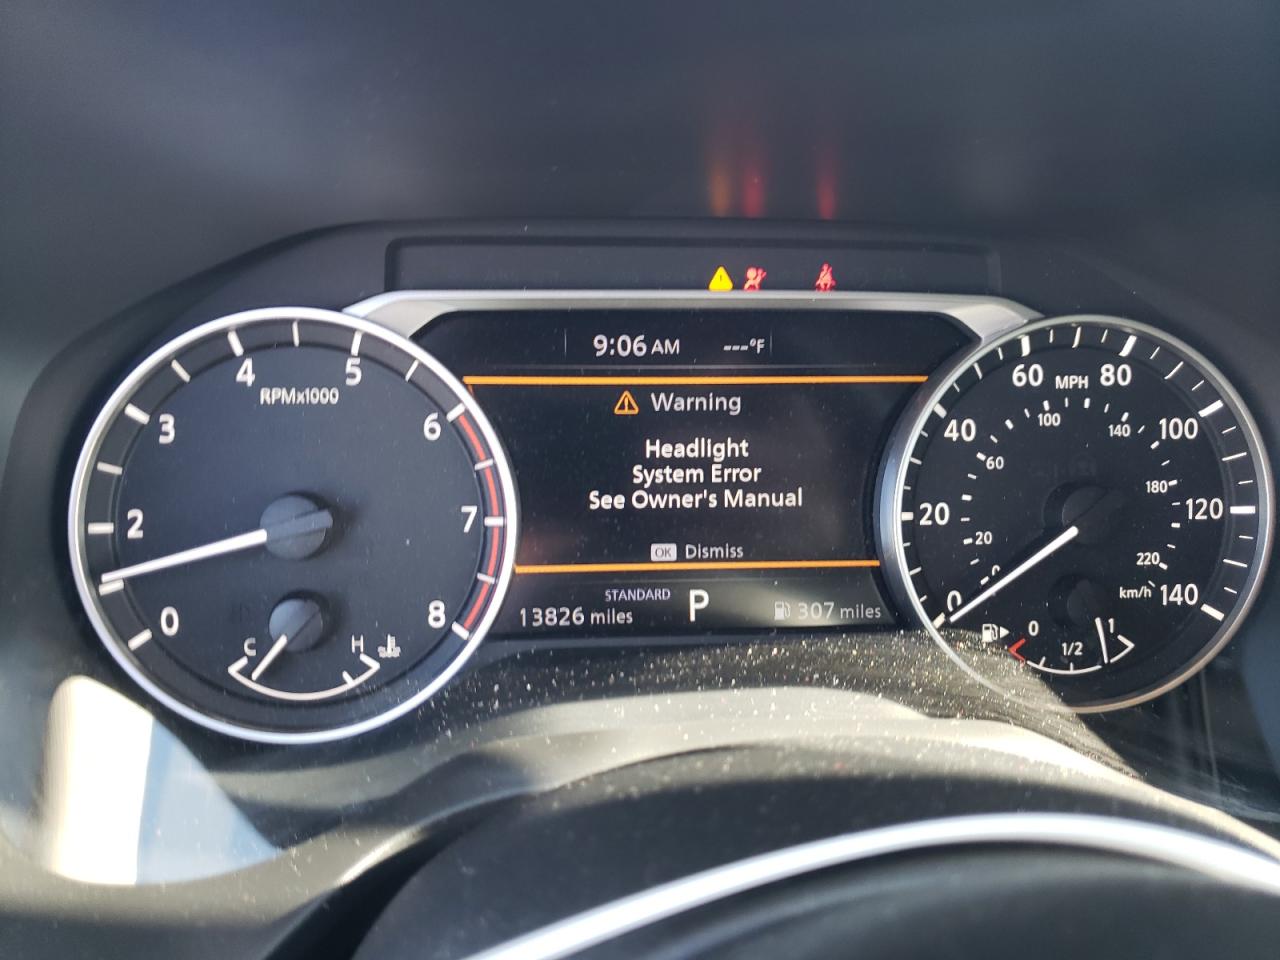 9:06 AM ---°F
Warning
Headlight
System Error
See Owner's Manual
OK Dismiss
STANDARD
13826 miles P 307 miles
RPMx1000
0 2 3 4 5 6 7 8
C H
MPH
0 20 40 60 80 100 120 140
km/h
0 20 60 100 140 180 220
0 1/2 1